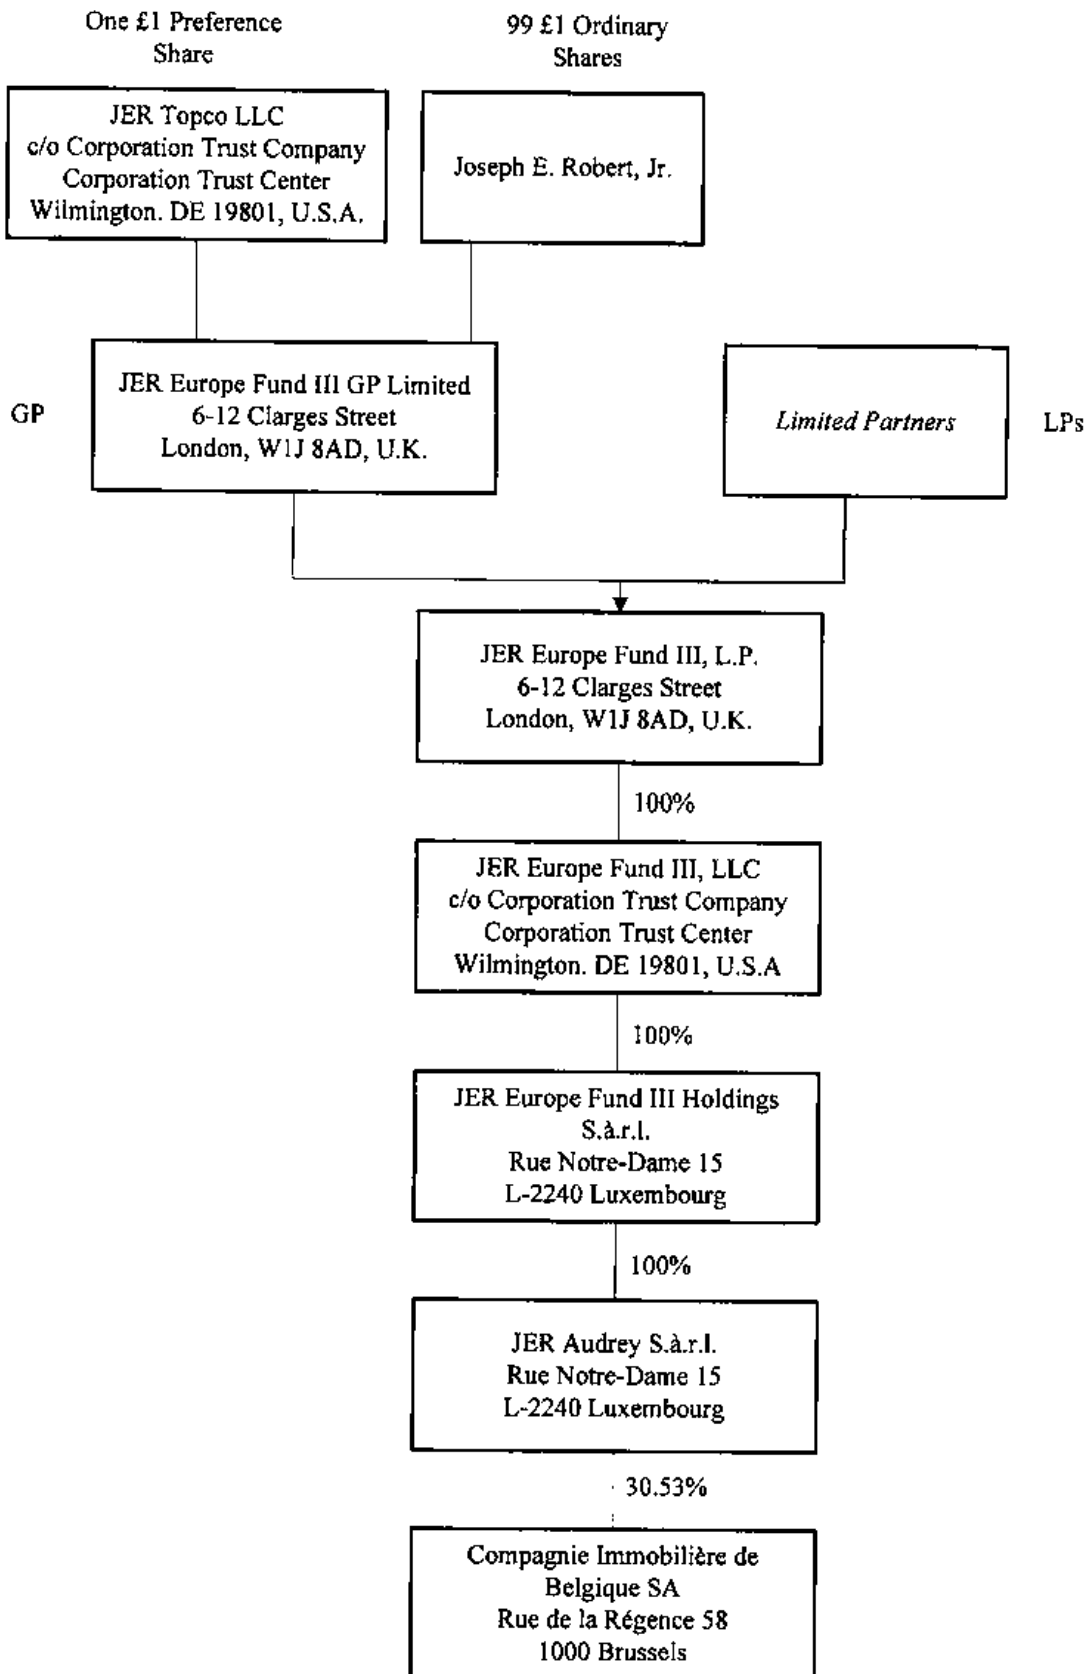 One £1 Preference
Share
99 £1 Ordinary
Shares
JER Topco LLC
c/o Corporation Trust Company
Corporation Trust Center
Wilmington. DE 19801, U.S.A.
Joseph E. Robert, Jr.
GP
JER Europe Fund III GP Limited
6-12 Clarges Street
London, W1J 8AD, U.K.
Limited Partners
LPs
JER Europe Fund III, L.P.
6-12 Clarges Street
London, W1J 8AD, U.K.
100%
JER Europe Fund III, LLC
c/o Corporation Trust Company
Corporation Trust Center
Wilmington. DE 19801, U.S.A
100%
JER Europe Fund III Holdings
S.à.r.l.
Rue Notre-Dame 15
L-2240 Luxembourg
100%
JER Audrey S.à.r.l.
Rue Notre-Dame 15
L-2240 Luxembourg
30.53%
Compagnie Immobilière de
Belgique SA
Rue de la Régence 58
1000 Brussels